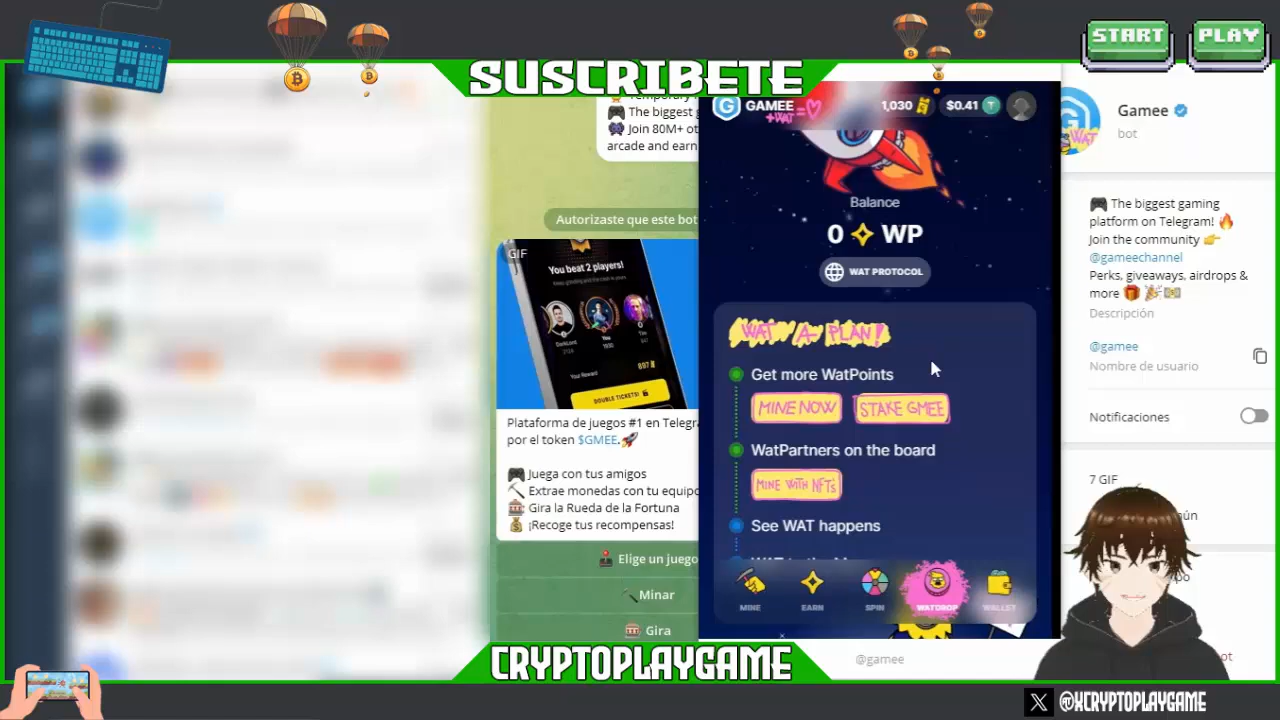 START
PLAY
SUSCRIBETE
GAMEE
+WAT
1,030
$0.41
The biggest g
Join 80M+ ot
arcade and earn
Autorizaste que este bot
GIF
You beat 2 players!
You
Your Reward
DOUBLE TICKETS!
Plataforma de juegos #1 en Telegra
por el token $GMEE.🚀
🎮 Juega con tus amigos
⛏ Extrae monedas con tu equipo
🎰 Gira la Rueda de la Fortuna
💰 ¡Recoge tus recompensas!
Elige un juego
Minar
Gira
Balance
0 WP
WAT PROTOCOL
WAT A PLAN!
Get more WatPoints
MINE NOW
STAKE GMEE
WatPartners on the board
MINE WITH NFTs
See WAT happens
MINE
EARN
SPIN
WATDROP
WALLET
Gamee
bot
🎮 The biggest gaming
platform on Telegram! 🔥
Join the community 👉
@gameechannel
Perks, giveaways, airdrops &
more 🎁 🎉 💵
Descripción
@gamee
Nombre de usuario
Notificaciones
7 GIF
@gamee
CRYPTOPLAYGAME
X @XCRYPTOPLAYGAME